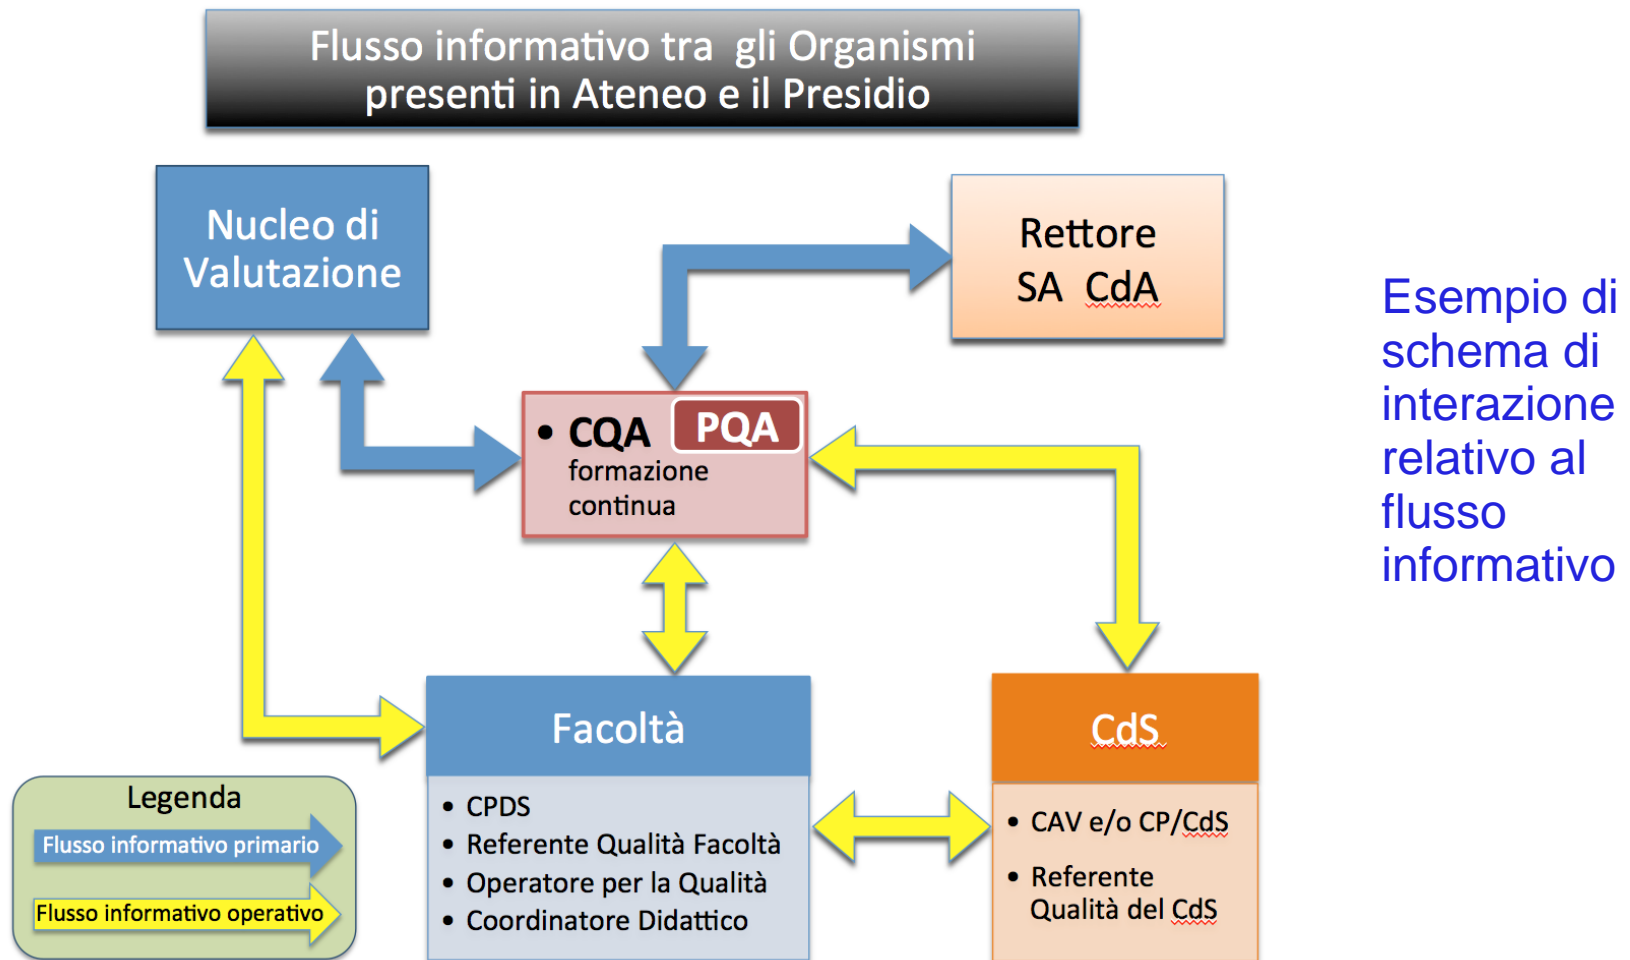 Flusso informativo tra gli Organismi
presenti in Ateneo e il Presidio
Nucleo di
Valutazione
Rettore
SA CdA
Esempio di
schema di
interazione
relativo al
flusso
informativo
• CQA
PQA
formazione
continua
Facoltà
• CPDS
• Referente Qualità Facoltà
• Operatore per la Qualità
• Coordinatore Didattico
CdS
• CAV e/o CP/CdS
• Referente
Qualità del CdS
Legenda
Flusso informativo primario
Flusso informativo operativo